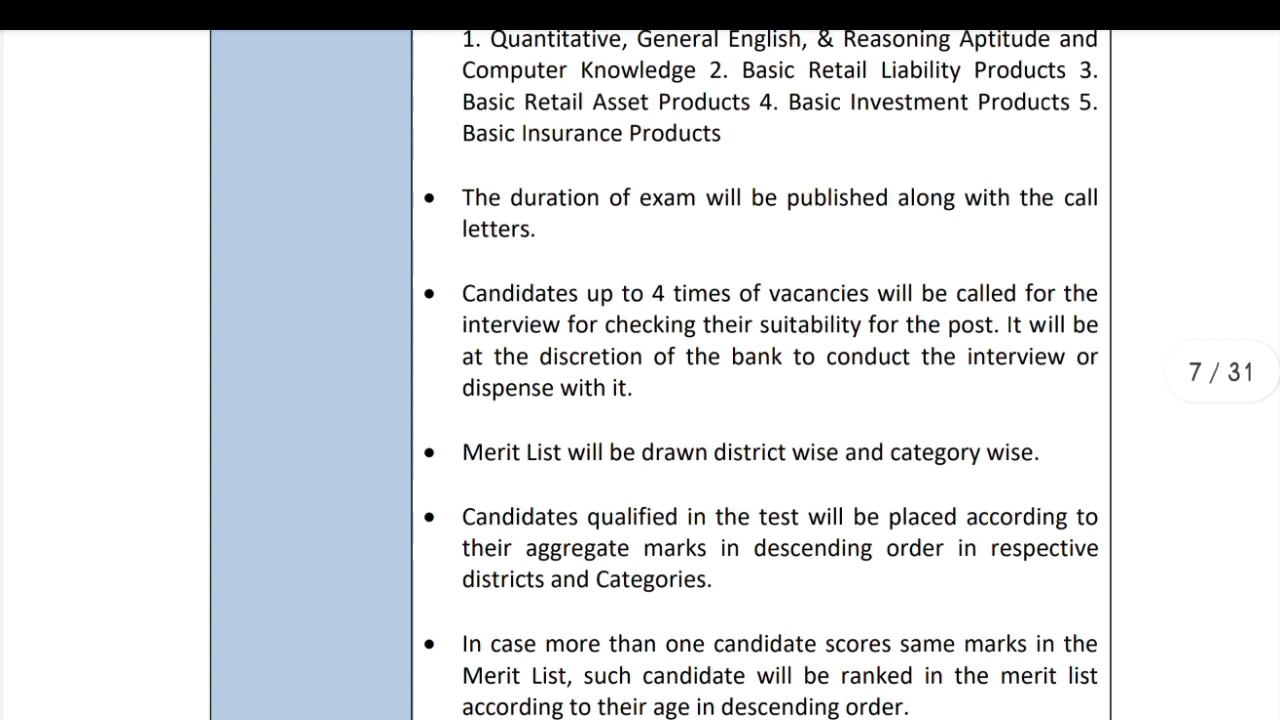 1. Quantitative, General English, & Reasoning Aptitude and
Computer Knowledge 2. Basic Retail Liability Products 3.
Basic Retail Asset Products 4. Basic Investment Products 5.
Basic Insurance Products
• The duration of exam will be published along with the call
letters.
• Candidates up to 4 times of vacancies will be called for the
interview for checking their suitability for the post. It will be
at the discretion of the bank to conduct the interview or
dispense with it.
7 / 31
• Merit List will be drawn district wise and category wise.
• Candidates qualified in the test will be placed according to
their aggregate marks in descending order in respective
districts and Categories.
• In case more than one candidate scores same marks in the
Merit List, such candidate will be ranked in the merit list
according to their age in descending order.